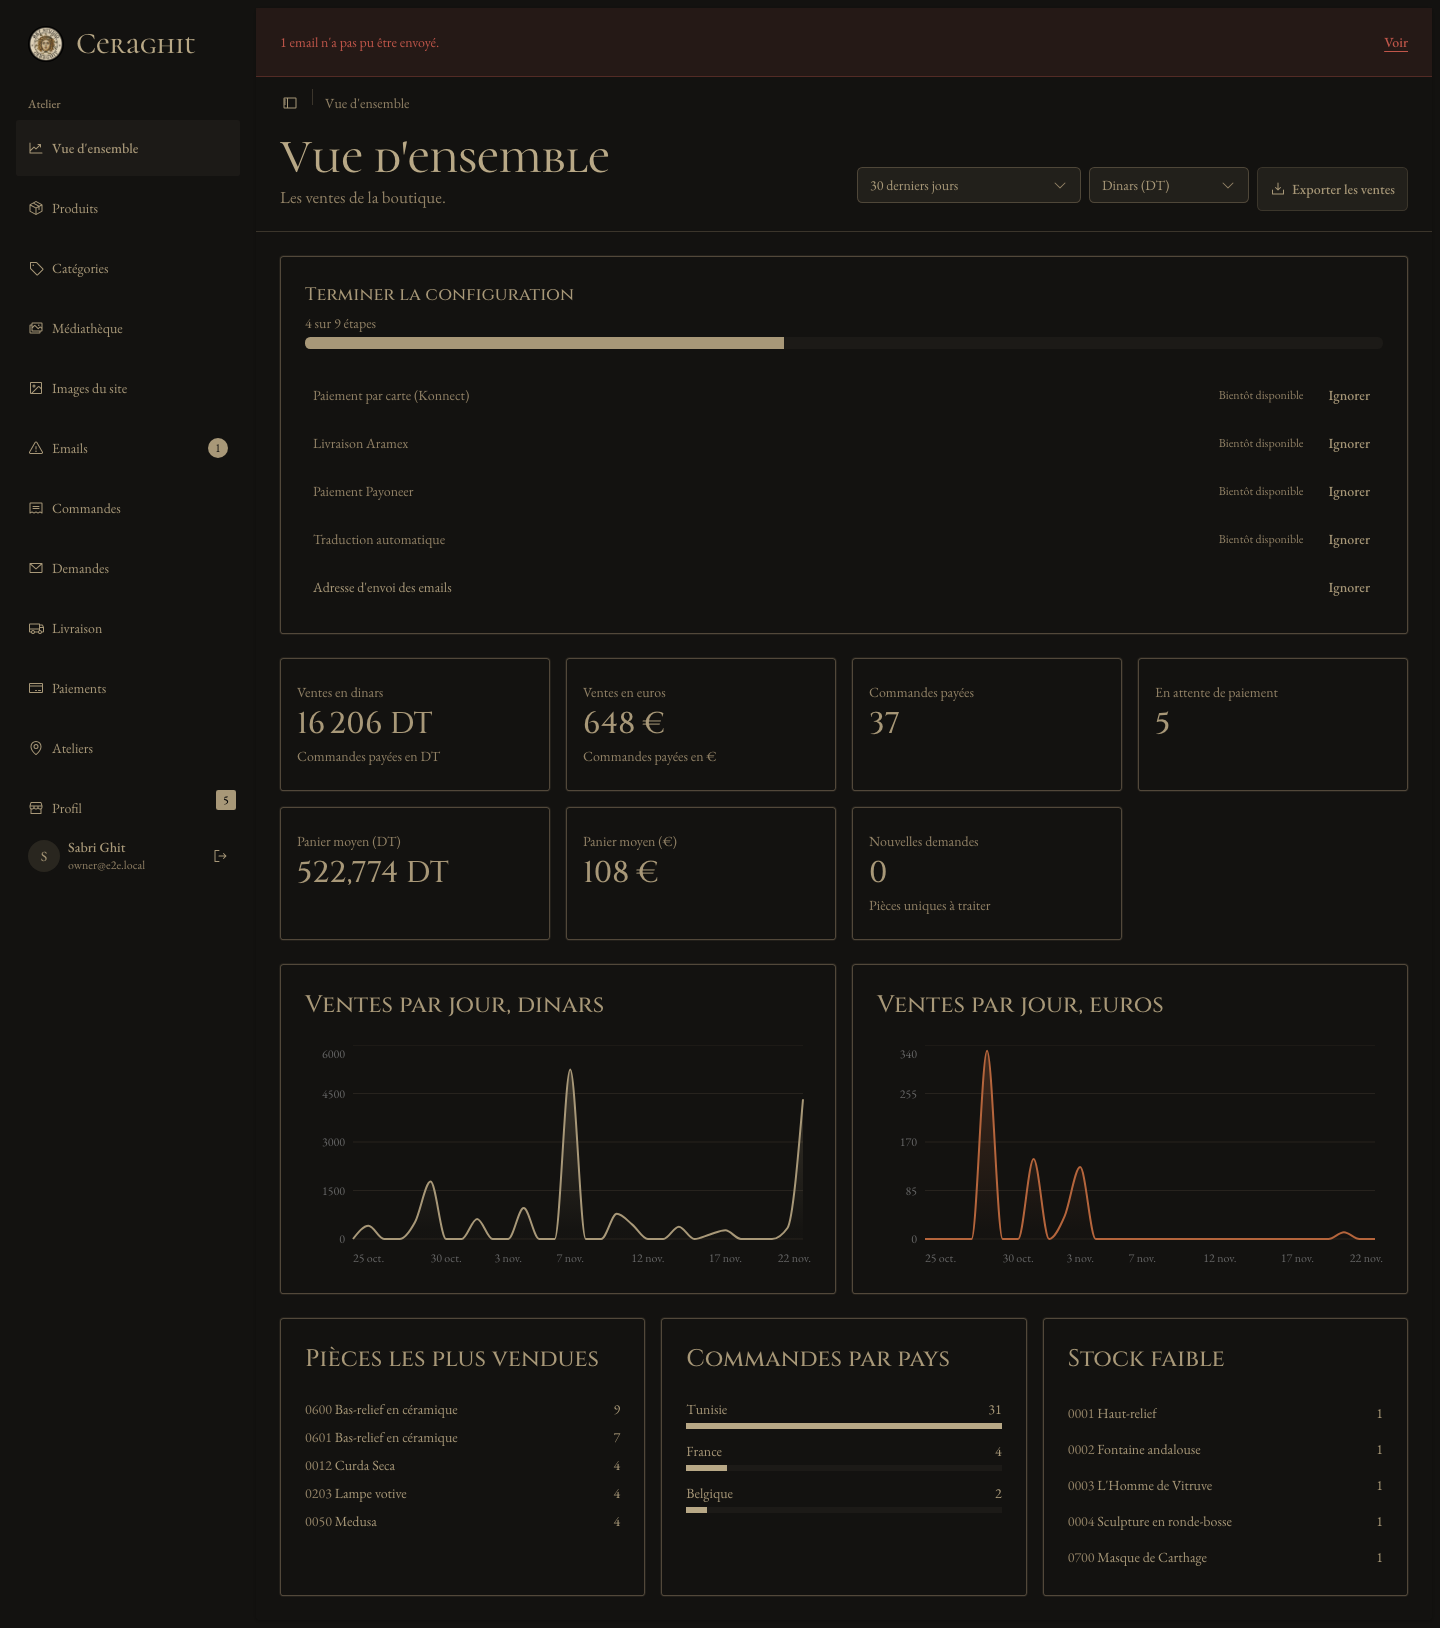 Ceraghit
Atelier
Vue d'ensemble
Produits
Catégories
Médiathèque
Images du site
Emails 1
Commandes
Demandes
Livraison
Paiements
Ateliers
Profil 5
S Sabri Ghit
owner@e2e.local
1 email n'a pas pu être envoyé. Voir
Vue d'ensemble
Vue d'ensemble
Les ventes de la boutique.
30 derniers jours Dinars (DT) Exporter les ventes
Terminer la configuration
4 sur 9 étapes
Paiement par carte (Konnect) Bientôt disponible Ignorer
Livraison Aramex Bientôt disponible Ignorer
Paiement Payoneer Bientôt disponible Ignorer
Traduction automatique Bientôt disponible Ignorer
Adresse d'envoi des emails Ignorer
Ventes en dinars
16 206 DT
Commandes payées en DT
Ventes en euros
648 €
Commandes payées en €
Commandes payées
37
En attente de paiement
5
Panier moyen (DT)
522,774 DT
Panier moyen (€)
108 €
Nouvelles demandes
0
Pièces uniques à traiter
Ventes par jour, dinars
6000
4500
3000
1500
0
25 oct. 30 oct. 3 nov. 7 nov. 12 nov. 17 nov. 22 nov.
Ventes par jour, euros
340
255
170
85
0
25 oct. 30 oct. 3 nov. 7 nov. 12 nov. 17 nov. 22 nov.
Pièces les plus vendues
0600 Bas-relief en céramique 9
0601 Bas-relief en céramique 7
0012 Curda Seca 4
0203 Lampe votive 4
0050 Medusa 4
Commandes par pays
Tunisie 31
France 4
Belgique 2
Stock faible
0001 Haut-relief 1
0002 Fontaine andalouse 1
0003 L'Homme de Vitruve 1
0004 Sculpture en ronde-bosse 1
0700 Masque de Carthage 1